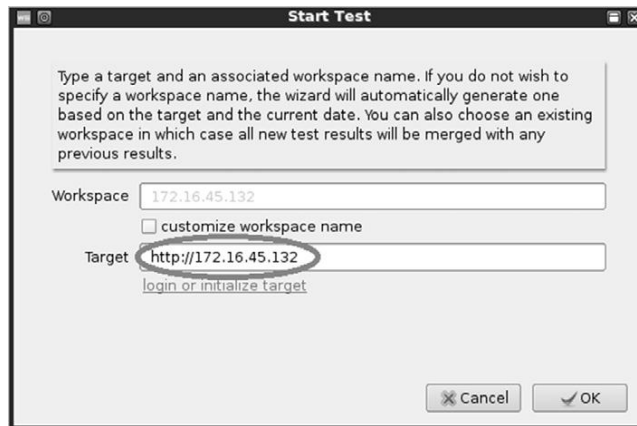 Start Test
Type a target and an associated workspace name. If you do not wish to
specify a workspace name, the wizard will automatically generate one
based on the target and the current date. You can also choose an existing
workspace in which case all new test results will be merged with any
previous results.
Workspace 172.16.45.132
customize workspace name
Target http://172.16.45.132
login or initialize target
Cancel OK